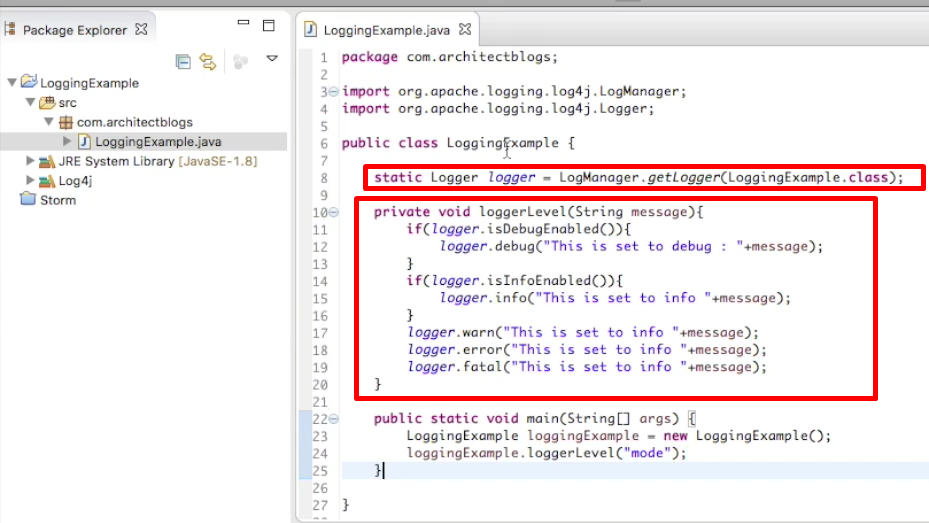 Package Explorer
LoggingExample
src
com.architectblogs
LoggingExample.java
JRE System Library [JavaSE-1.8]
Log4j
Storm
LoggingExample.java
1 package com.architectblogs;
2
3 import org.apache.logging.log4j.LogManager;
4 import org.apache.logging.log4j.Logger;
5
6 public class LoggingExample {
7
8 static Logger logger = LogManager.getLogger(LoggingExample.class);
9
10 private void loggerLevel(String message){
11 if(logger.isDebugEnabled()){
12 logger.debug("This is set to debug : "+message);
13 }
14 if(logger.isInfoEnabled()){
15 logger.info("This is set to info "+message);
16 }
17 logger.warn("This is set to info "+message);
18 logger.error("This is set to info "+message);
19 logger.fatal("This is set to info "+message);
20 }
21
22 public static void main(String[] args) {
23 LoggingExample loggingExample = new LoggingExample();
24 loggingExample.loggerLevel("mode");
25 }
26
27 }